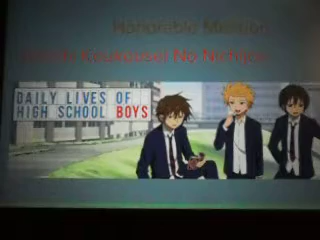 Honorable Mention
Danshi Koukousei No Nichijou
DAILY LIVES OF
HIGH SCHOOL BOYS